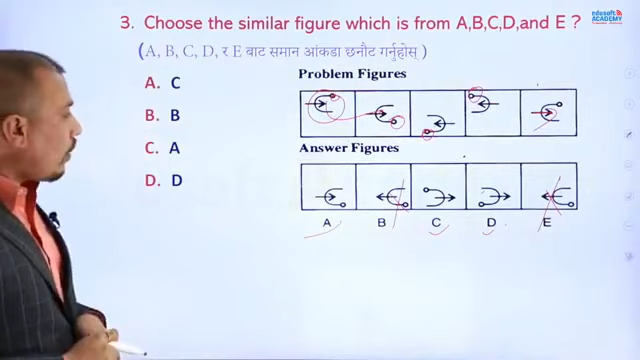 edusoft
ACADEMY
3. Choose the similar figure which is from A,B,C,D,and E ?
(A, B, C, D, र E बाट समान आंकडा छनौट गर्नुहोस् )
A. C
B. B
C. A
D. D
Problem Figures
Answer Figures
A B C D E